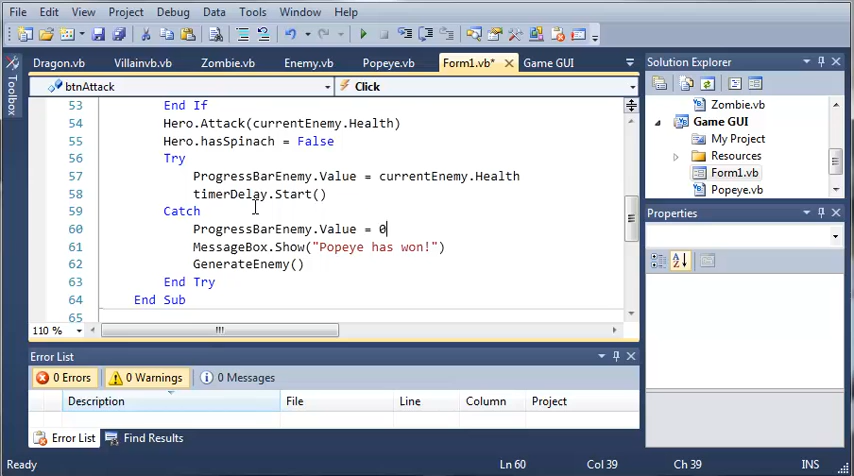 File Edit View Project Debug Data Tools Window Help
Dragon.vb Villainvb.vb Zombie.vb Enemy.vb Popeye.vb Form1.vb* Game GUI
Solution Explorer
Toolbox
btnAttack Click
Zombie.vb
Game GUI
My Project
Resources
Form1.vb
Popeye.vb
53 End If
54 Hero.Attack(currentEnemy.Health)
55 Hero.hasSpinach = False
56 Try
57 ProgressBarEnemy.Value = currentEnemy.Health
58 timerDelay.Start()
59 Catch
60 ProgressBarEnemy.Value = 0
61 MessageBox.Show("Popeye has won!")
62 GenerateEnemy()
63 End Try
64 End Sub
65
Properties
110 %
Error List
0 Errors 0 Warnings 0 Messages
Description File Line Column Project
Error List Find Results
Ready Ln 60 Col 39 Ch 39 INS